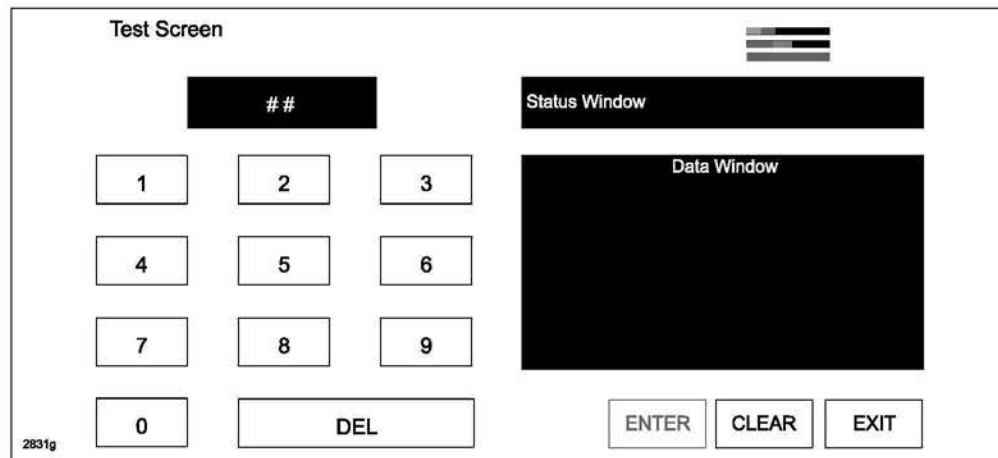 Test Screen
##
Status Window
Data Window
1 2 3
4 5 6
7 8 9
0 DEL
ENTER CLEAR EXIT
2831g